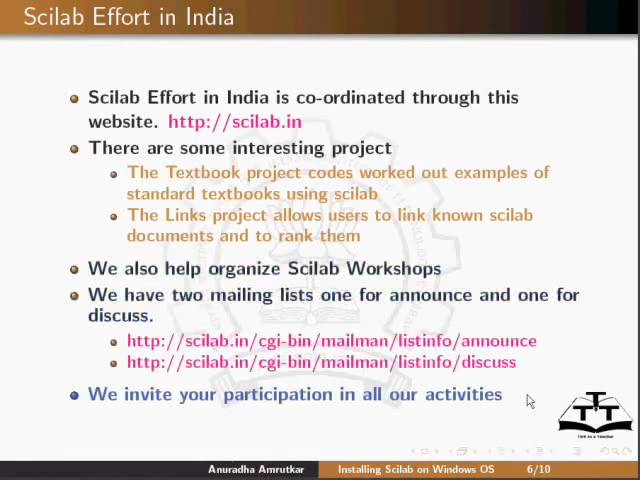 Scilab Effort in India
Scilab Effort in India is co-ordinated through this
website. http://scilab.in
There are some interesting project
The Textbook project codes worked out examples of
standard textbooks using scilab
The Links project allows users to link known scilab
documents and to rank them
We also help organize Scilab Workshops
We have two mailing lists one for announce and one for
discuss.
http://scilab.in/cgi-bin/mailman/listinfo/announce
http://scilab.in/cgi-bin/mailman/listinfo/discuss
We invite your participation in all our activities
TTT
Talk to a Teacher
Anuradha Amrutkar Installing Scilab on Windows OS 6/10